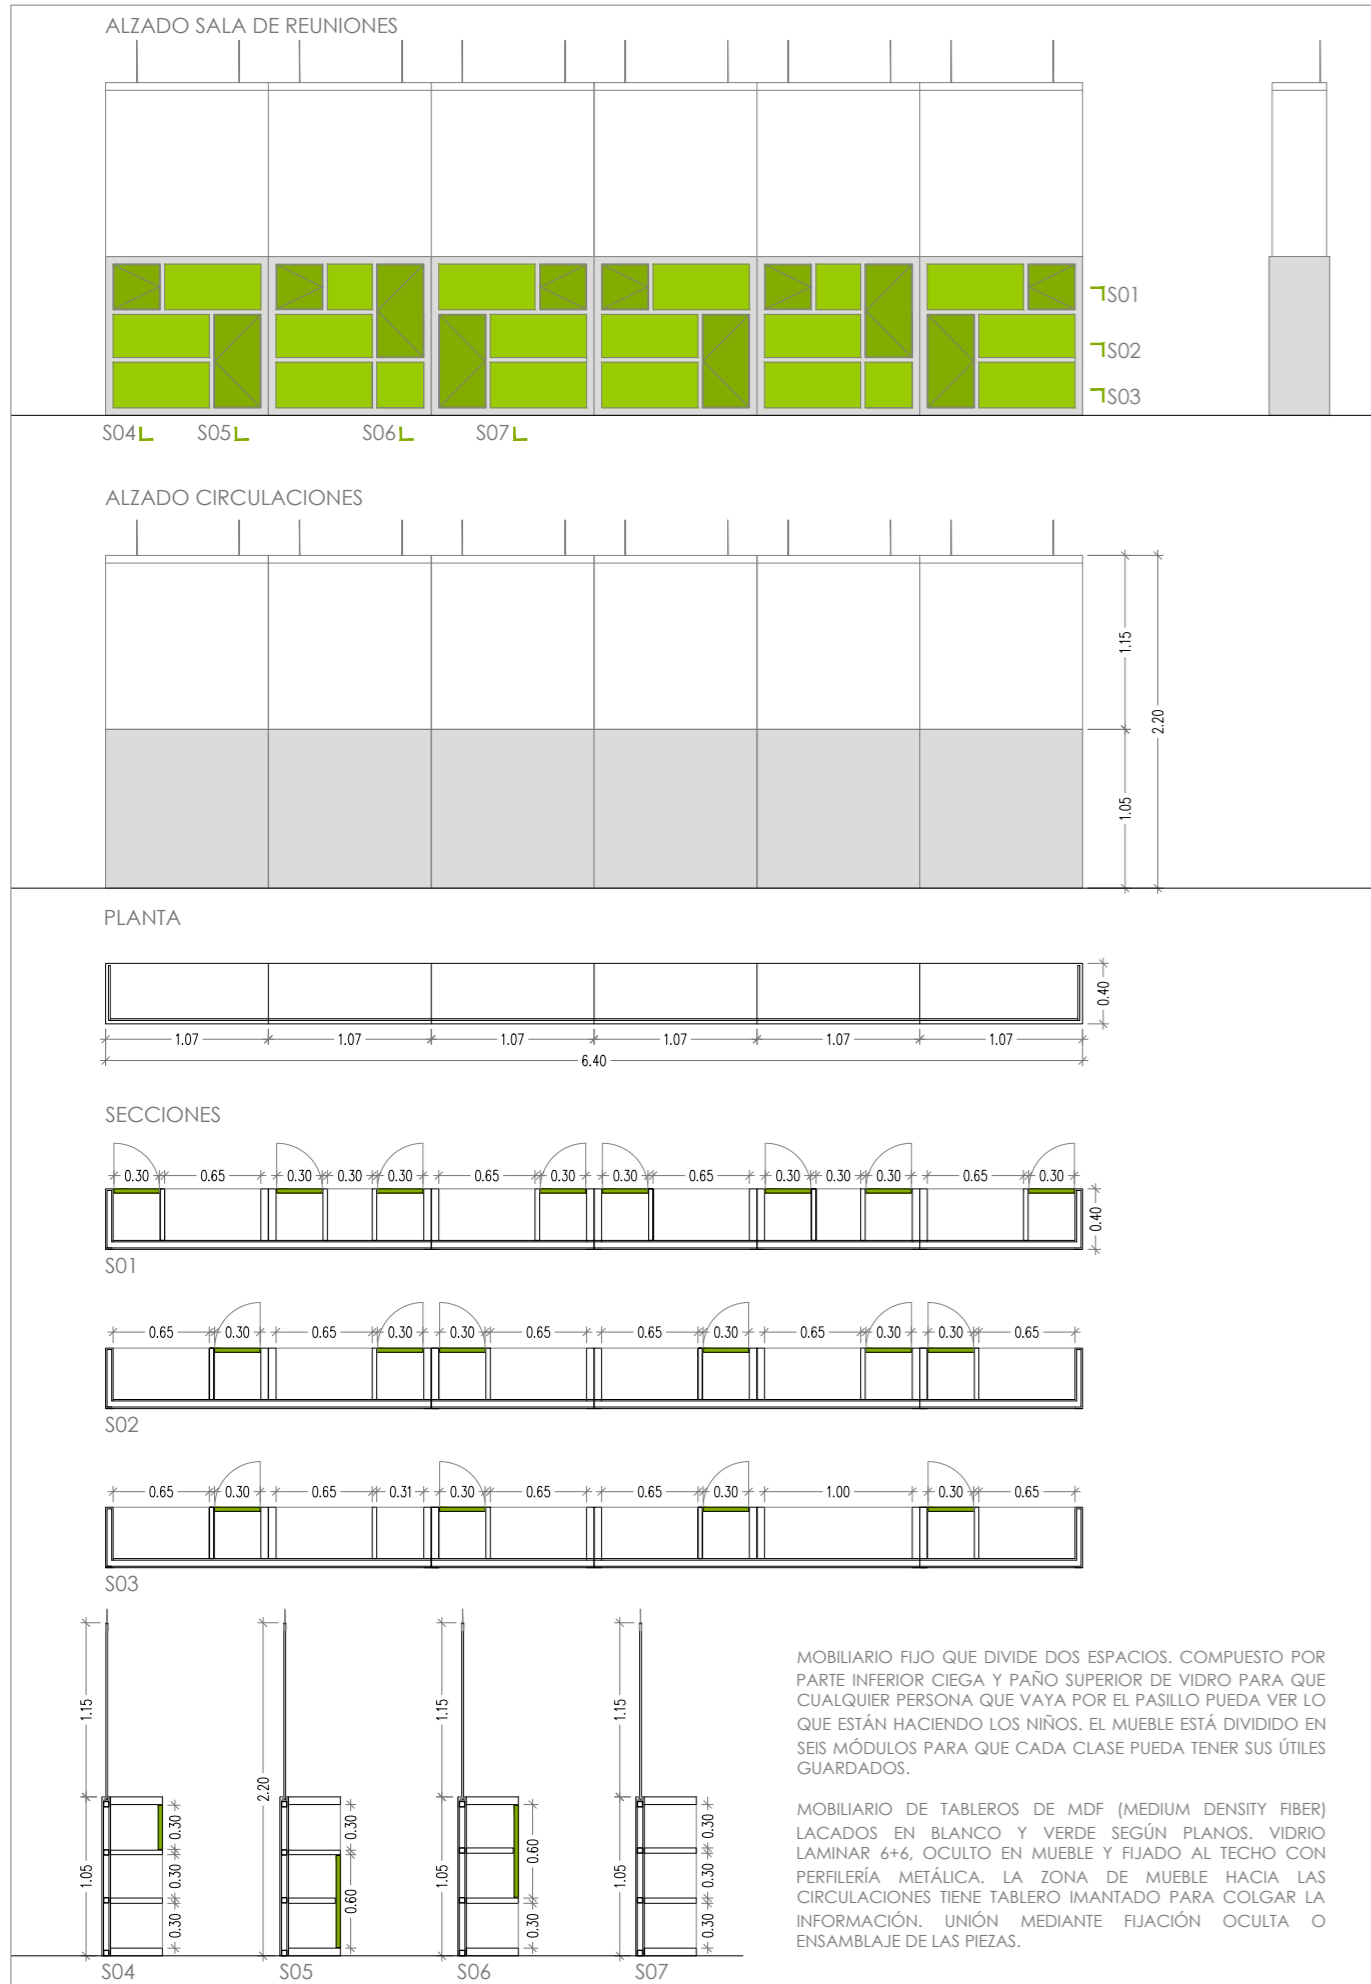 ALZADO SALA DE REUNIONES
S01
S02
S03
S04 S05 S06 S07
ALZADO CIRCULACIONES
1.15
2.20
1.05
PLANTA
0.40
1.07 1.07 1.07 1.07 1.07 1.07
6.40
SECCIONES
0.30 0.65 0.30 0.30 0.30 0.65 0.30 0.30 0.65 0.30 0.30 0.30 0.65 0.30
0.40
S01
0.65 0.30 0.65 0.30 0.30 0.65 0.65 0.30 0.65 0.30 0.30 0.65
S02
0.65 0.30 0.65 0.31 0.30 0.65 0.65 0.30 1.00 0.30 0.65
S03
1.15
1.05
0.30
0.30
0.30
S04
2.20
0.30
0.60
S05
1.15
1.05
0.60
0.30
S06
1.15
1.05
0.30
0.30
0.30
S07
MOBILIARIO FIJO QUE DIVIDE DOS ESPACIOS. COMPUESTO POR
PARTE INFERIOR CIEGA Y PAÑO SUPERIOR DE VIDRO PARA QUE
CUALQUIER PERSONA QUE VAYA POR EL PASILLO PUEDA VER LO
QUE ESTÁN HACIENDO LOS NIÑOS. EL MUEBLE ESTÁ DIVIDIDO EN
SEIS MÓDULOS PARA QUE CADA CLASE PUEDA TENER SUS ÚTILES
GUARDADOS.
MOBILIARIO DE TABLEROS DE MDF (MEDIUM DENSITY FIBER)
LACADOS EN BLANCO Y VERDE SEGÚN PLANOS. VIDRIO
LAMINAR 6+6, OCULTO EN MUEBLE Y FIJADO AL TECHO CON
PERFILERÍA METÁLICA. LA ZONA DE MUEBLE HACIA LAS
CIRCULACIONES TIENE TABLERO IMANTADO PARA COLGAR LA
INFORMACIÓN. UNIÓN MEDIANTE FIJACIÓN OCULTA O
ENSAMBLAJE DE LAS PIEZAS.